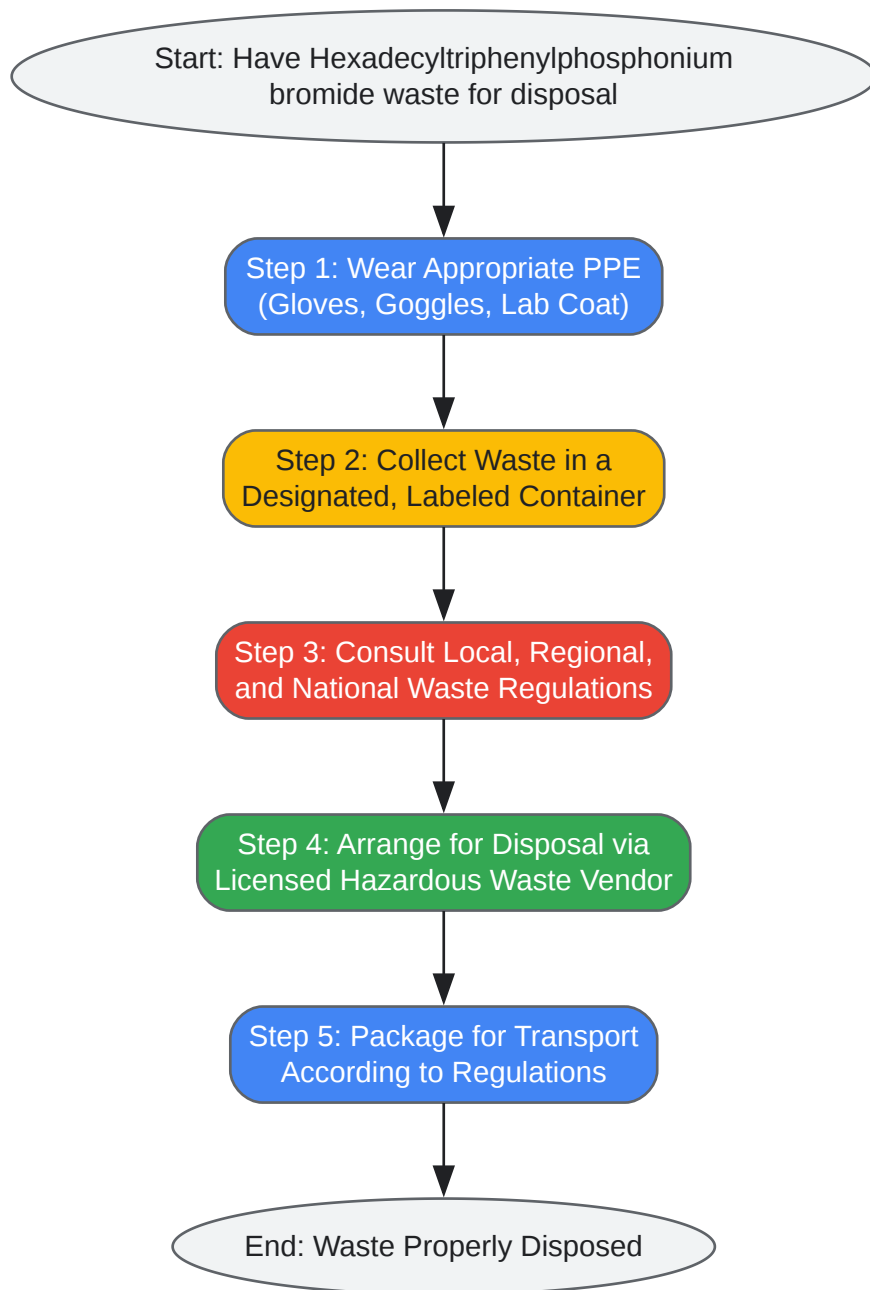 Start: Have Hexadecyltriphenylphosphonium
bromide waste for disposal
Step 1: Wear Appropriate PPE
(Gloves, Goggles, Lab Coat)
Step 2: Collect Waste in a
Designated, Labeled Container
Step 3: Consult Local, Regional,
and National Waste Regulations
Step 4: Arrange for Disposal via
Licensed Hazardous Waste Vendor
Step 5: Package for Transport
According to Regulations
End: Waste Properly Disposed